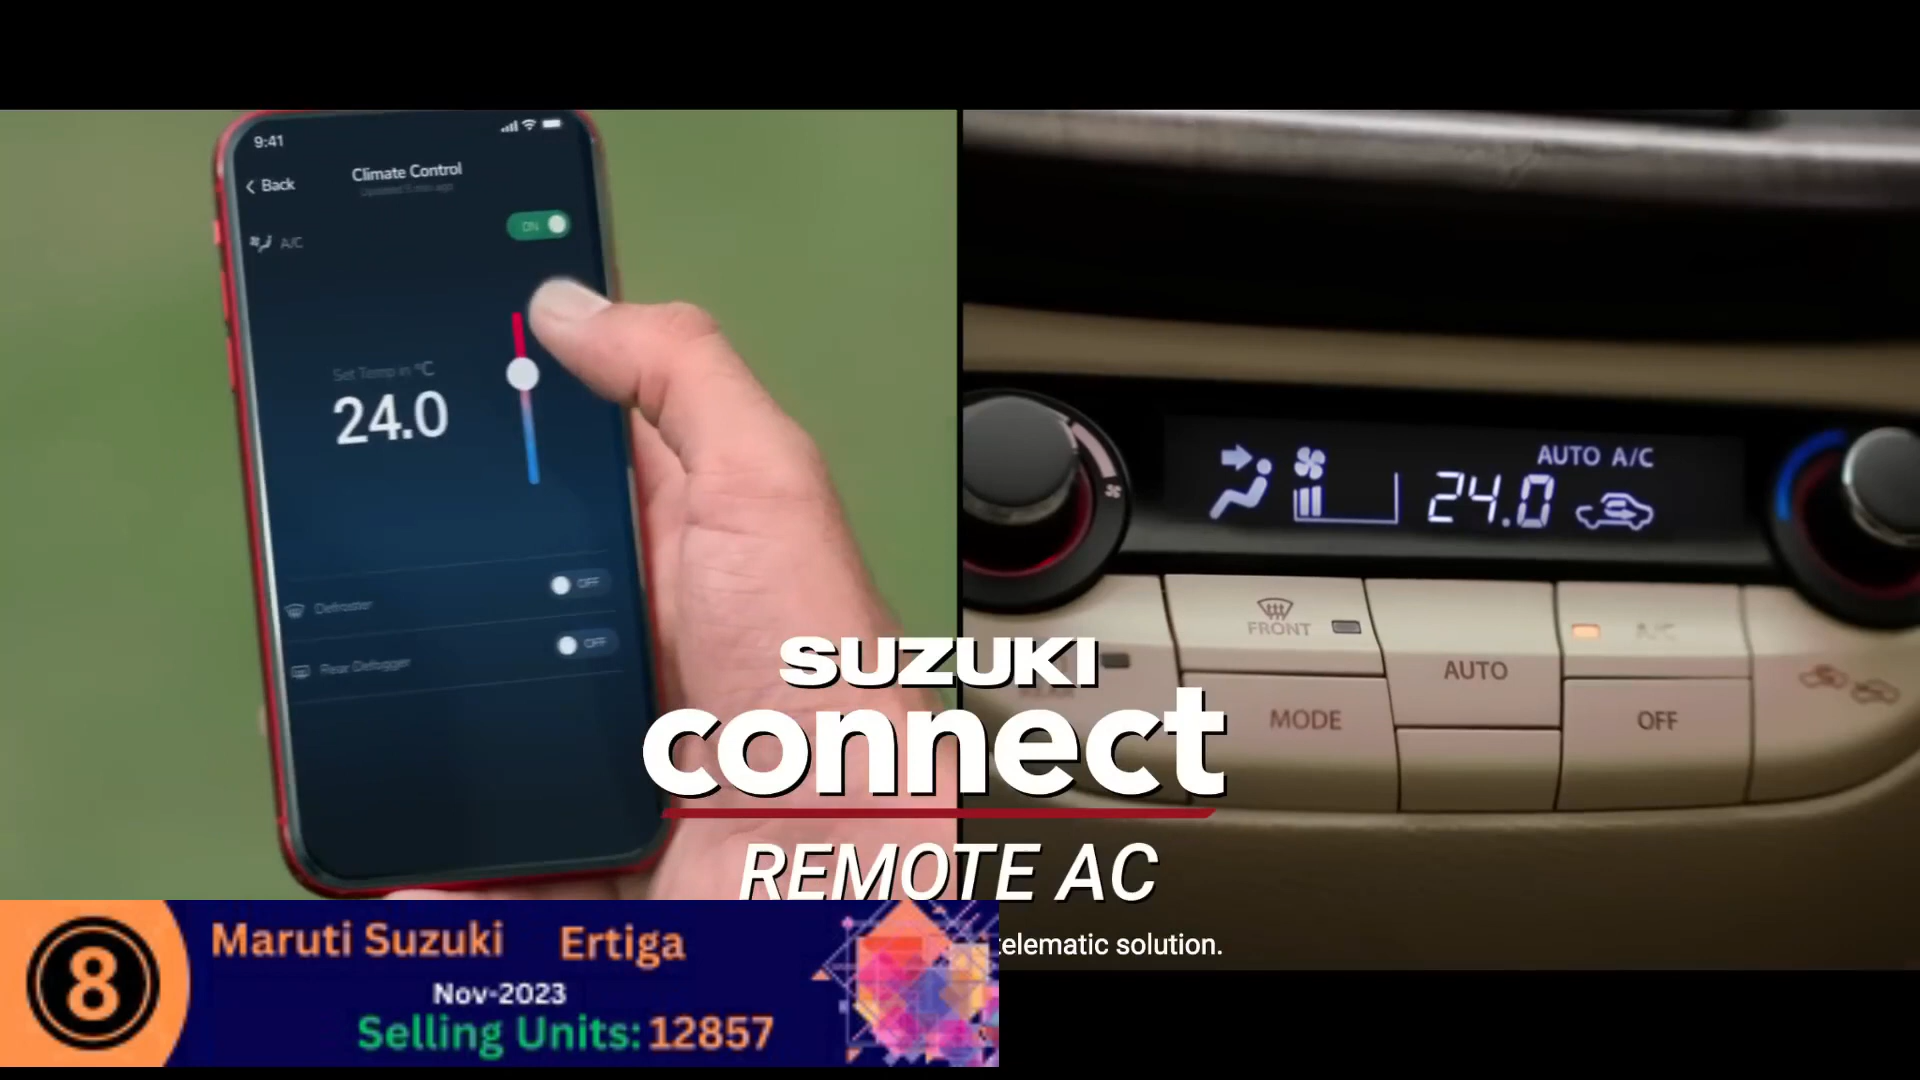 9:41
Back
Climate Control
A/C
ON
Set Temp in °C
24.0
Defroster
OFF
Rear Defogger
OFF
AUTO A/C
24.0
FRONT
AUTO
A/C
MODE
OFF
SUZUKI
connect
REMOTE AC
telematic solution.
8
Maruti Suzuki Ertiga
Nov-2023
Selling Units: 12857